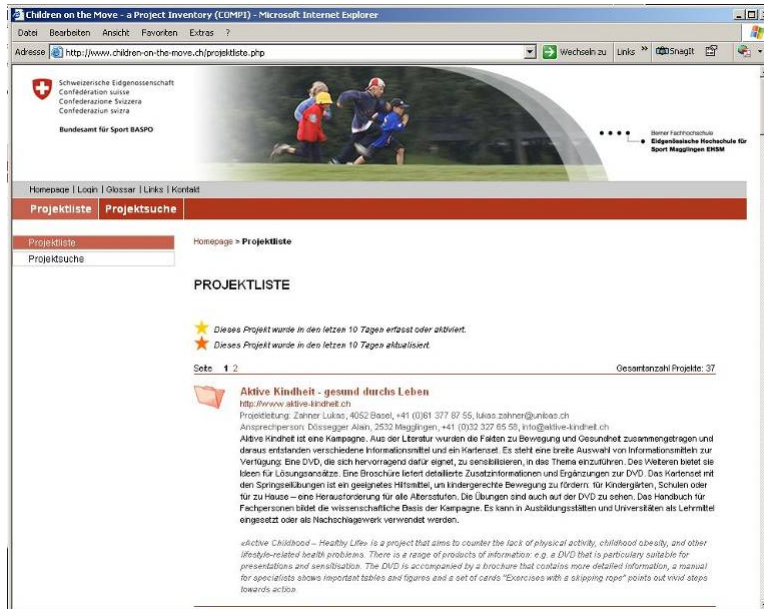 Children on the Move - a Project Inventory (COMPI) - Microsoft Internet Explorer
Datei Bearbeiten Ansicht Favoriten Extras ?
Adresse http://www.children-on-the-move.ch/projektliste.php Wechseln zu Links » SnagIt
Schweizerische Eidgenossenschaft
Confédération suisse
Confederazione Svizzera
Confederaziun svizra
Bundesamt für Sport BASPO
Berner Fachhochschule
Eidgenössische Hochschule für
Sport Magglingen EHSM
Homepage | Login | Glossar | Links | Kontakt
Projektliste Projektsuche
Projektliste
Projektsuche
Homepage > Projektliste
PROJEKTLISTE
Dieses Projekt wurde in den letzen 10 Tagen erfasst oder aktiviert.
Dieses Projekt wurde in den letzen 10 Tagen aktualisiert.
Seite 1 2 Gesamtanzahl Projekte: 37
Aktive Kindheit - gesund durchs Leben
http://www.aktive-kindheit.ch
Projektleitung: Zahner Lukas, 4052 Basel, +41 (0)61 377 87 55, lukas.zahner@unibas.ch
Ansprechperson: Dössegger Alain, 2532 Magglingen, +41 (0)32 327 65 58, info@aktive-kindheit.ch
Aktive Kindheit ist eine Kampagne. Aus der Literatur wurden die Fakten zu Bewegung und Gesundheit zusammengetragen und
daraus entstanden verschiedene Informationsmittel und ein Kartenset. Es steht eine breite Auswahl von Informationsmitteln zur
Verfügung: Eine DVD, die sich hervorragend dafür eignet, zu sensibilisieren, in das Thema einzuführen. Des Weiteren bietet sie
Ideen für Lösungsansätze. Eine Broschüre liefert detaillierte Zusatzinformationen und Ergänzungen zur DVD. Das Kartenset mit
den Springseilübungen ist ein geeignetes Hilfsmittel, um kindergerechte Bewegung zu fördern: für Kindergärten, Schulen oder
für zu Hause – eine Herausforderung für alle Altersstufen. Die Übungen sind auch auf der DVD zu sehen. Das Handbuch für
Fachpersonen bildet die wissenschaftliche Basis der Kampagne. Es kann in Ausbildungsstätten und Universitäten als Lehrmittel
eingesetzt oder als Nachschlagewerk verwendet werden.
«Active Childhood – Healthy Life» is a project that aims to counter the lack of physical activity, childhood obesity, and other
lifestyle-related health problems. There is a range of products of information: e.g. a DVD that is particulery suitable for
presentations and sensitisation. The DVD is accompanied by a brochure that contains more detailed information, a manual
for specialists shows important tables and figures and a set of cards "Exercises with a skipping rope" points out vivid steps
towards action.